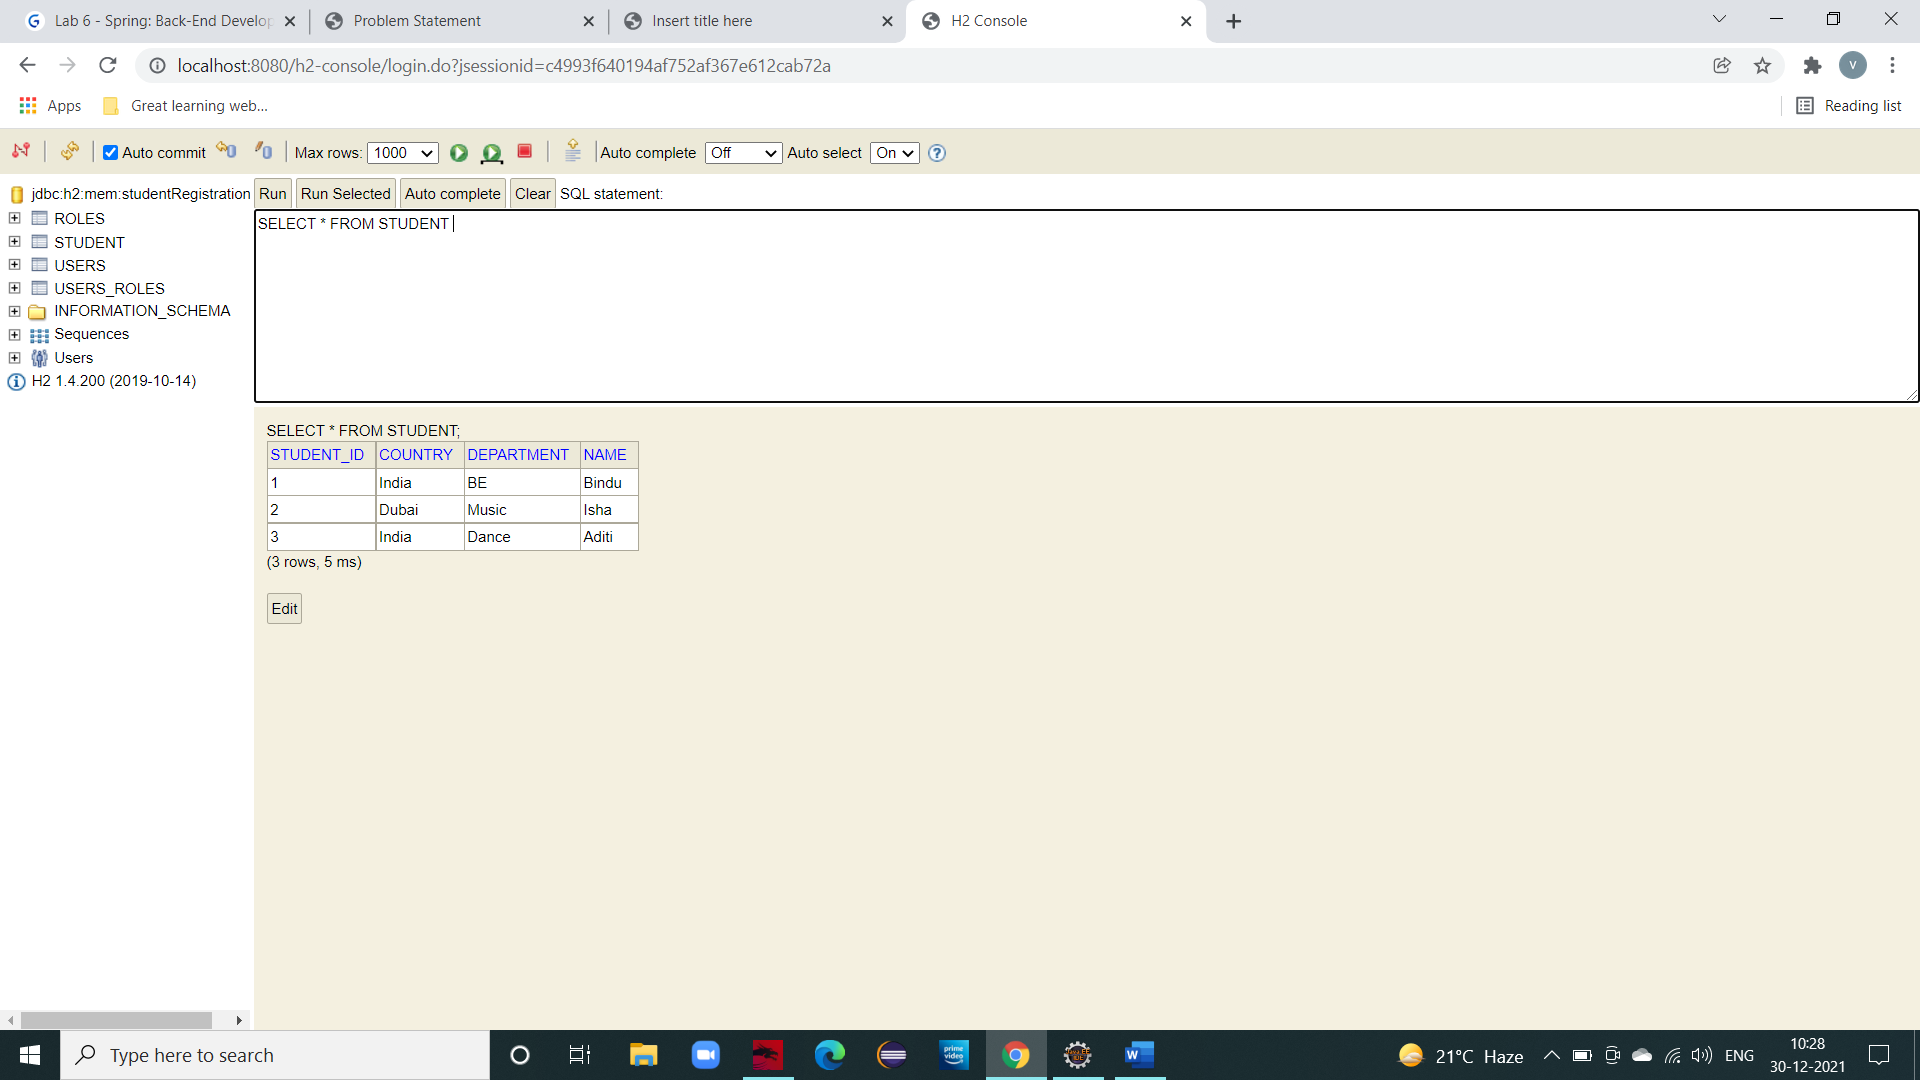 Lab 6 - Spring: Back-End Develop
Problem Statement
Insert title here
H2 Console
localhost:8080/h2-console/login.do?jsessionid=c4993f640194af752af367e612cab72a
V
Apps
Great learning web...
Reading list
Auto commit
Max rows: 1000
Auto complete Off
Auto select On
jdbc:h2:mem:studentRegistration
ROLES
STUDENT
USERS
USERS_ROLES
INFORMATION_SCHEMA
Sequences
Users
H2 1.4.200 (2019-10-14)
Run Run Selected Auto complete Clear SQL statement:
SELECT * FROM STUDENT
SELECT * FROM STUDENT;
STUDENT_ID COUNTRY DEPARTMENT NAME
1 India BE Bindu
2 Dubai Music Isha
3 India Dance Aditi
(3 rows, 5 ms)
Edit
Type here to search
prime video
W
21°C Haze
ENG
10:28
30-12-2021